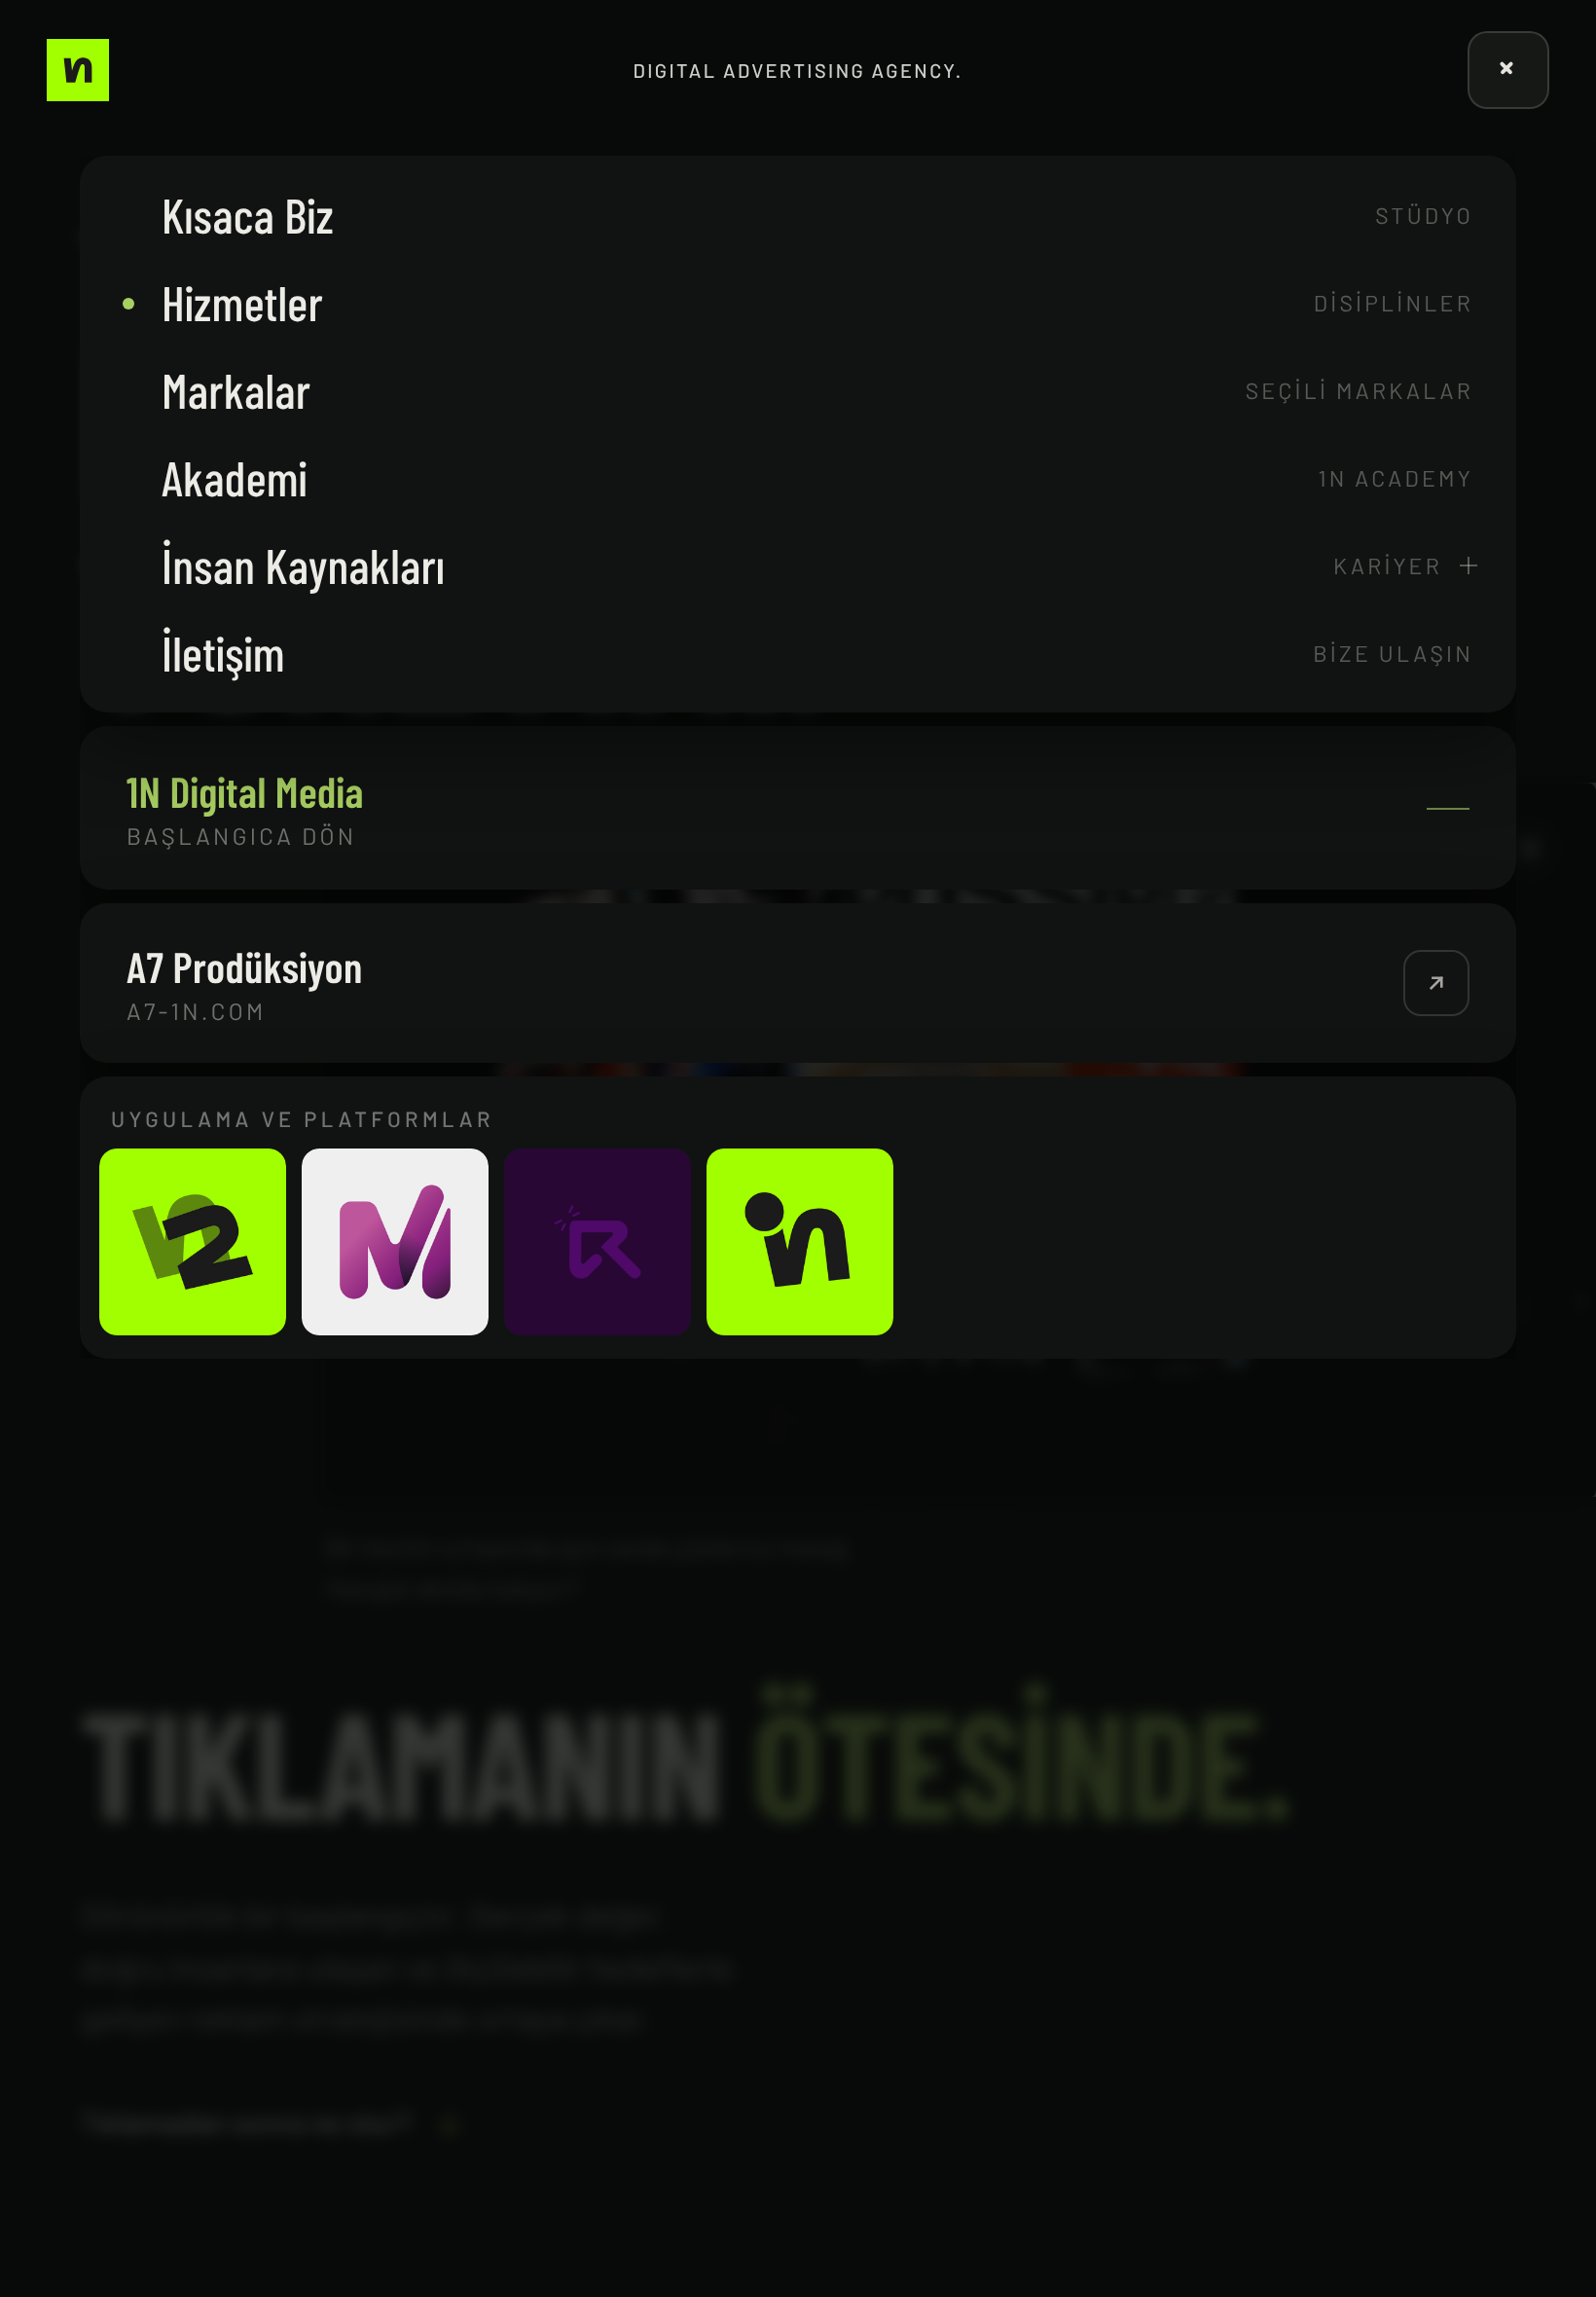 n
DIGITAL ADVERTISING AGENCY.
Kısaca Biz
STÜDYO
Hizmetler
DİSİPLİNLER
Markalar
SEÇİLİ MARKALAR
Akademi
1N ACADEMY
İnsan Kaynakları
KARİYER +
İletişim
BİZE ULAŞIN
1N Digital Media
BAŞLANGICA DÖN
A7 Prodüksiyon
A7-1N.COM
UYGULAMA VE PLATFORMLAR
TIKLAMANIN ÖTESİNDE.